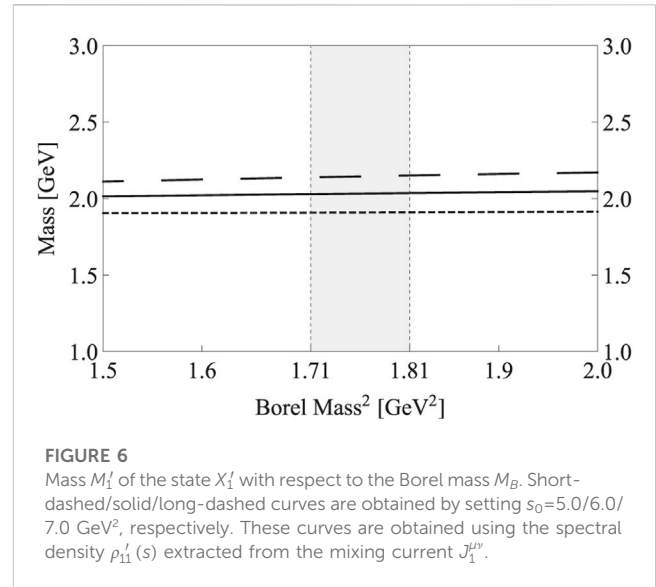 3.0 3.0
2.5 2.5
Mass [GeV]
2.0 2.0
1.5 1.5
1.0 1.0
1.5 1.6 1.71 1.81 1.9 2.0
Borel Mass² [GeV²]
FIGURE 6
Mass M₁′ of the state X₁′ with respect to the Borel mass M_B. Short-
dashed/solid/long-dashed curves are obtained by setting s₀=5.0/6.0/
7.0 GeV², respectively. These curves are obtained using the spectral
density ρ₁₁′(s) extracted from the mixing current J₁^μν.